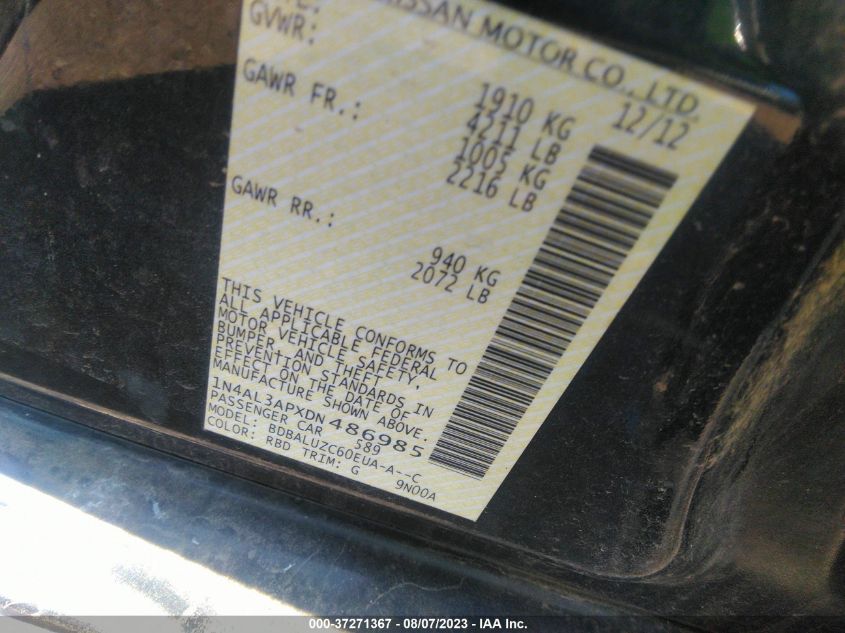 NISSAN MOTOR CO., LTD.
12/12
GVWR: 1910 KG
4211 LB
GAWR FR.: 1005 KG
2216 LB
GAWR RR.: 940 KG
2072 LB
THIS VEHICLE CONFORMS TO
ALL APPLICABLE FEDERAL
MOTOR VEHICLE SAFETY,
BUMPER, AND THEFT
PREVENTION STANDARDS IN
EFFECT ON THE DATE OF
MANUFACTURE SHOWN ABOVE.
1N4AL3APXDN486985
PASSENGER CAR 589
MODEL: BDBALUZC60EUA-A--C
COLOR: RBD TRIM: G 9N00A
000-37271367 - 08/07/2023 - IAA Inc.